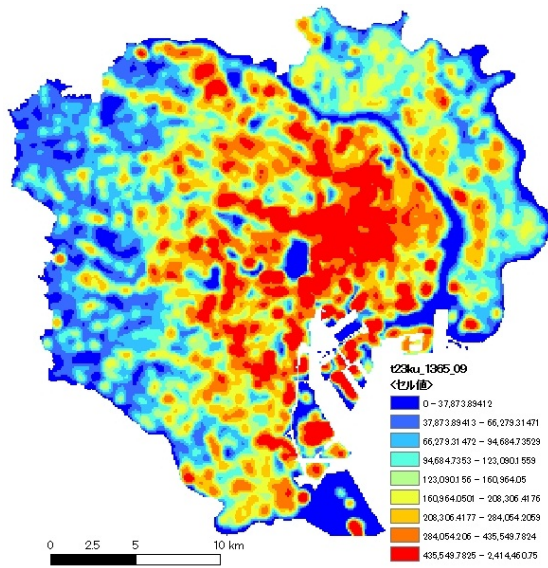 t23ku_1365_09
<セル値>
0 - 37,873.89412
37,873.89413 - 66,279.31471
66,279.31472 - 94,684.73529
94,684.7353 - 123,090.1559
123,090.156 - 160,964.05
160,964.0501 - 208,306.4176
208,306.4177 - 284,054.2059
284,054.206 - 435,549.7824
435,549.7825 - 2,414,460.75
0 2.5 5 10 km